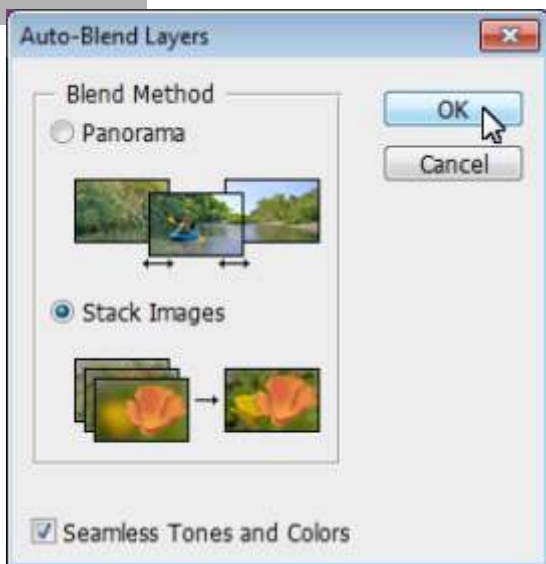 Auto-Blend Layers
Blend Method
Panorama
OK
Cancel
Stack Images
Seamless Tones and Colors